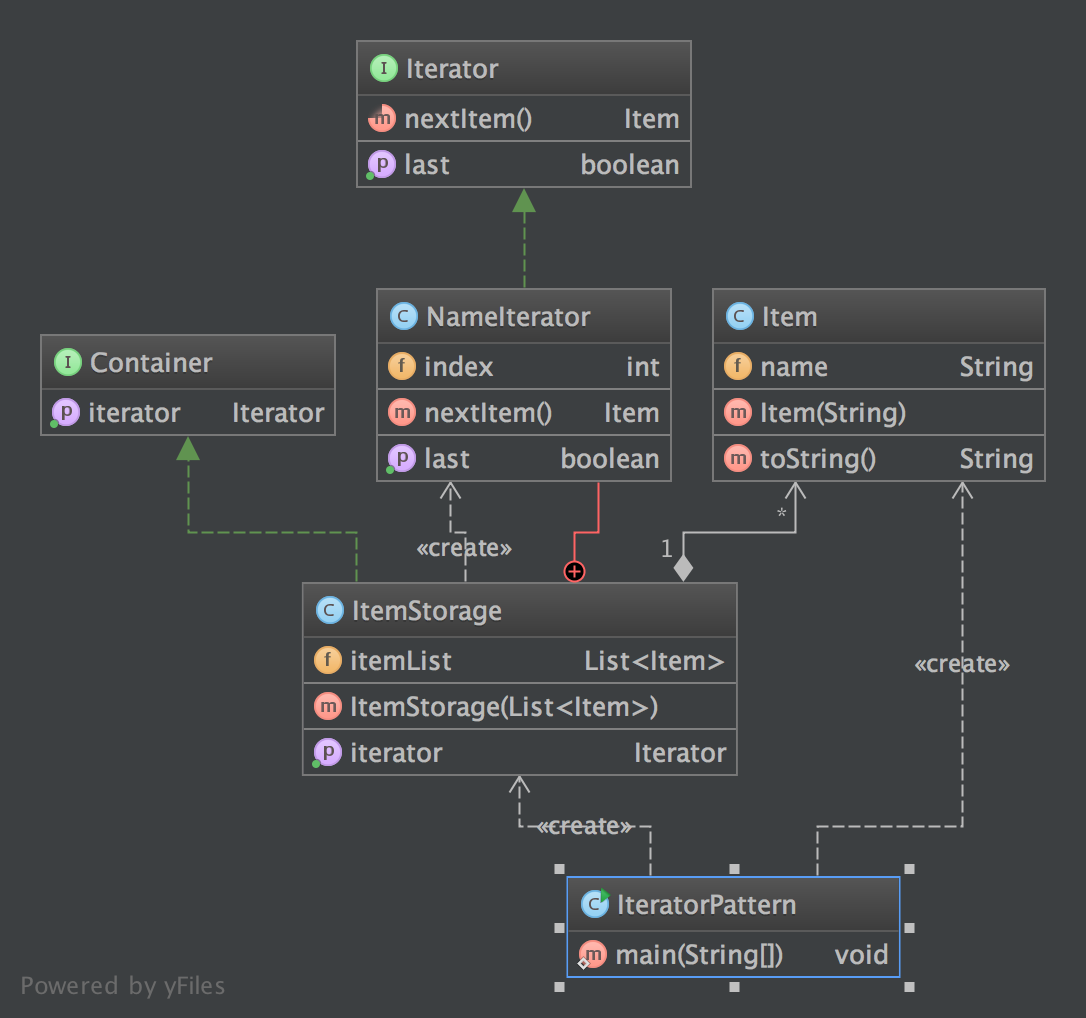 I Iterator
m nextItem() Item
p last boolean
C NameIterator
f index int
m nextItem() Item
p last boolean
C Item
f name String
m Item(String)
m toString() String
I Container
p iterator Iterator
«create»
1
*
C ItemStorage
f itemList List<Item>
m ItemStorage(List<Item>)
p iterator Iterator
«create»
«create»
C IteratorPattern
m main(String[]) void
Powered by yFiles